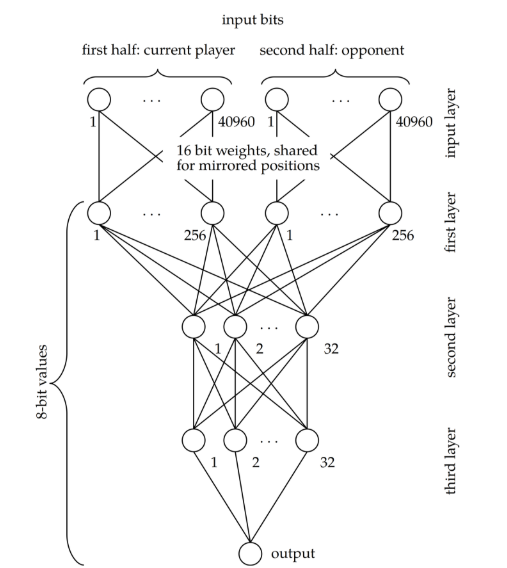 input bits
first half: current player second half: opponent
. . . . . .
1 40960 1 40960
16 bit weights, shared
for mirrored positions
input layer
. . . . . .
1 256 1 256
first layer
. . .
1 2 32
second layer
8-bit values
. . .
1 2 32
third layer
output